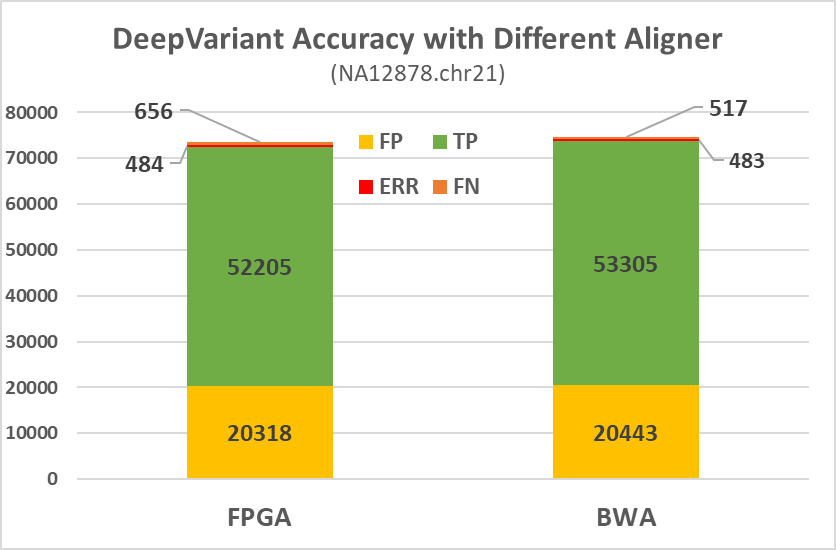 DeepVariant Accuracy with Different Aligner
(NA12878.chr21)
80000
70000
60000
50000
40000
30000
20000
10000
0
656
484
517
483
FP
TP
ERR
FN
52205
53305
20318
20443
FPGA
BWA